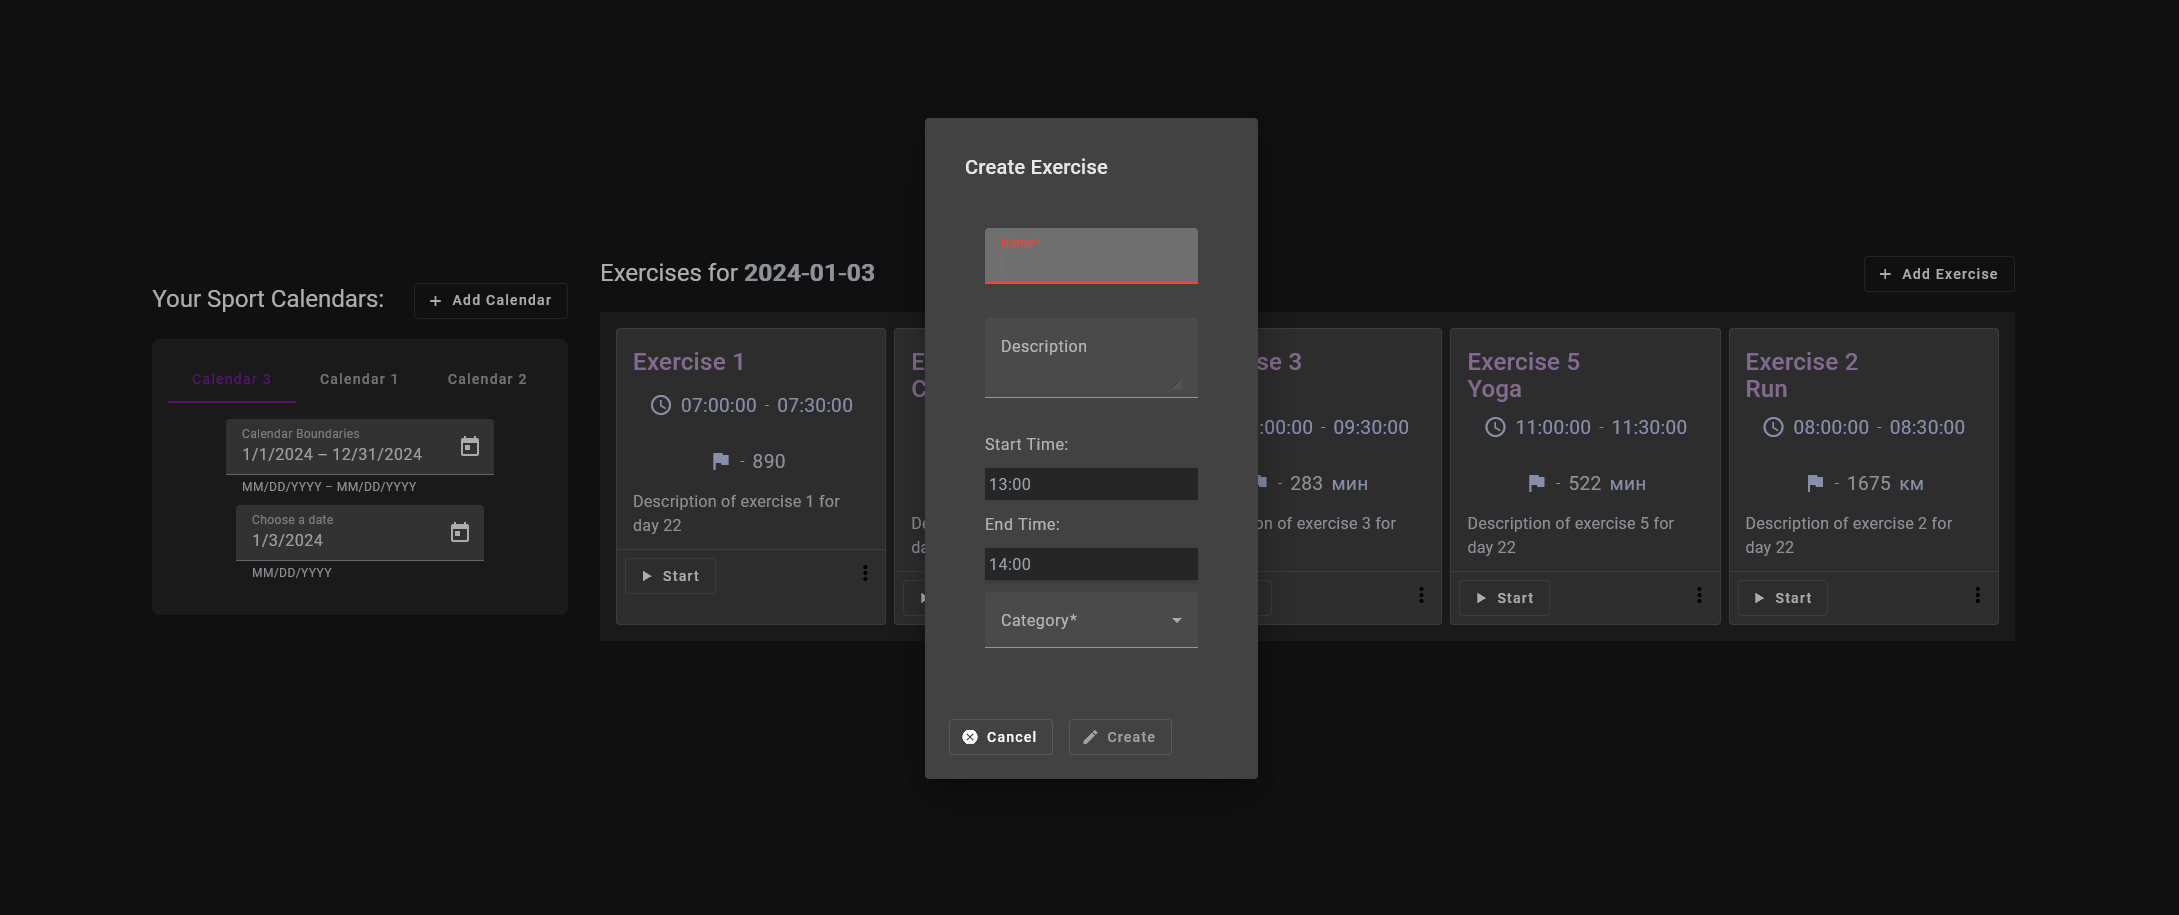 Your Sport Calendars:
Add Calendar
Calendar 3
Calendar 1
Calendar 2
Calendar Boundaries
1/1/2024 – 12/31/2024
MM/DD/YYYY – MM/DD/YYYY
Choose a date
1/3/2024
MM/DD/YYYY
Exercises for 2024-01-03
Add Exercise
Exercise 1
07:00:00 - 07:30:00
- 890
Description of exercise 1 for
day 22
Start
Create Exercise
Name*
Description
Start Time:
13:00
End Time:
14:00
Category*
Cancel
Create
se 3
:00:00 - 09:30:00
- 283 мин
on of exercise 3 for
Exercise 5
Yoga
11:00:00 - 11:30:00
- 522 мин
Description of exercise 5 for
day 22
Start
Exercise 2
Run
08:00:00 - 08:30:00
- 1675 км
Description of exercise 2 for
day 22
Start